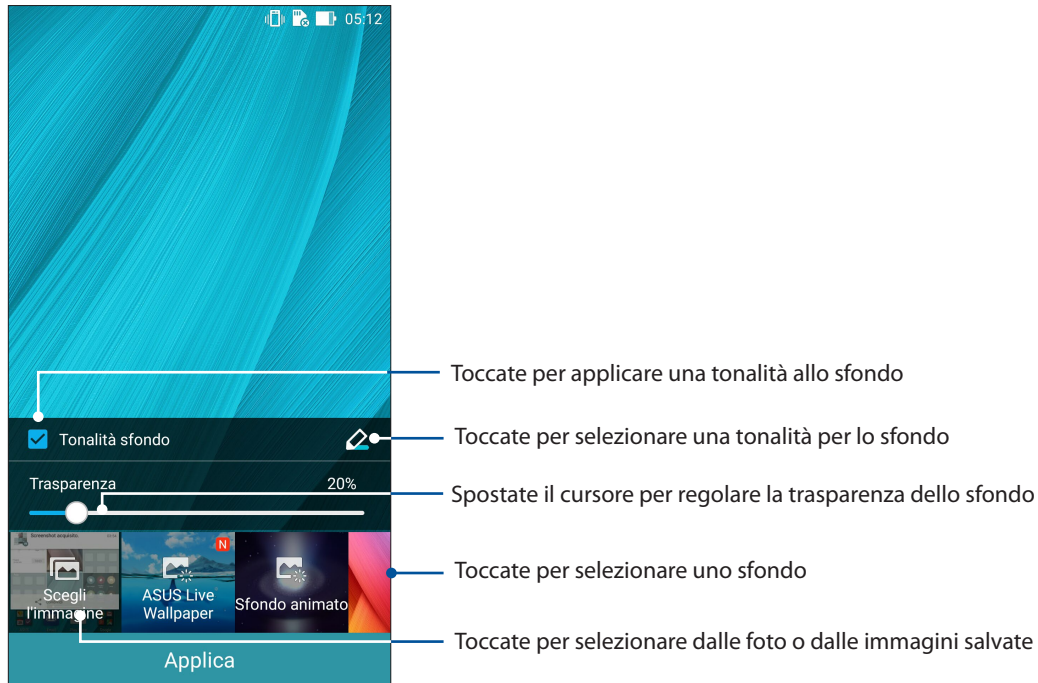 05:12
Toccate per applicare una tonalità allo sfondo
Tonalità sfondo
Toccate per selezionare una tonalità per lo sfondo
Trasparenza
20%
Spostate il cursore per regolare la trasparenza dello sfondo
Screenshot acquisito.
N
Scegli
l'immagine
ASUS Live
Wallpaper
Sfondo animato
Toccate per selezionare uno sfondo
Toccate per selezionare dalle foto o dalle immagini salvate
Applica